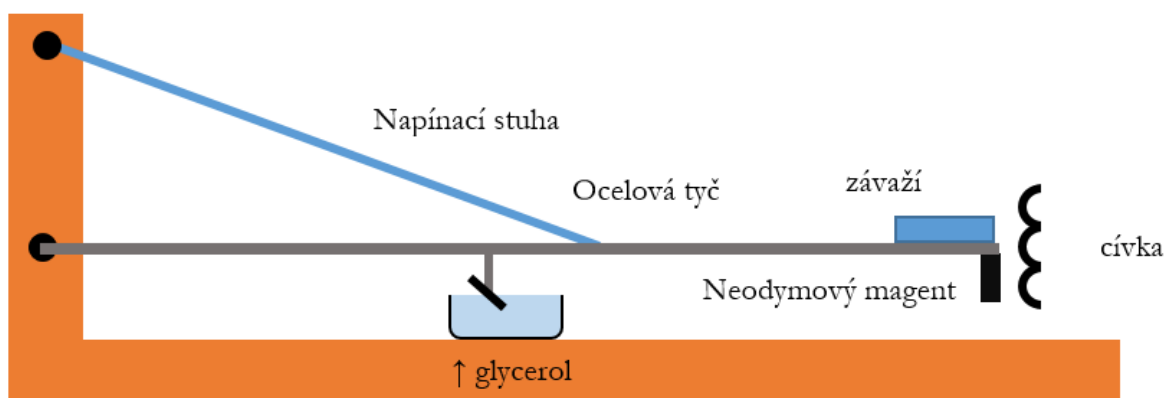 Napínací stuha
Ocelová tyč
závaží
cívka
Neodymový magent
↑ glycerol